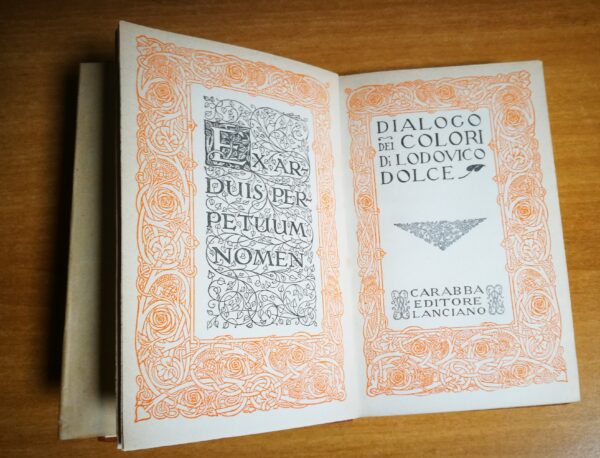 EX AR-
DUIS PER-
PETUUM
NOMEN
DIALOGO
DEI COLORI
Di LODOVICO
DOLCE
CARABBA
EDITORE
LANCIANO